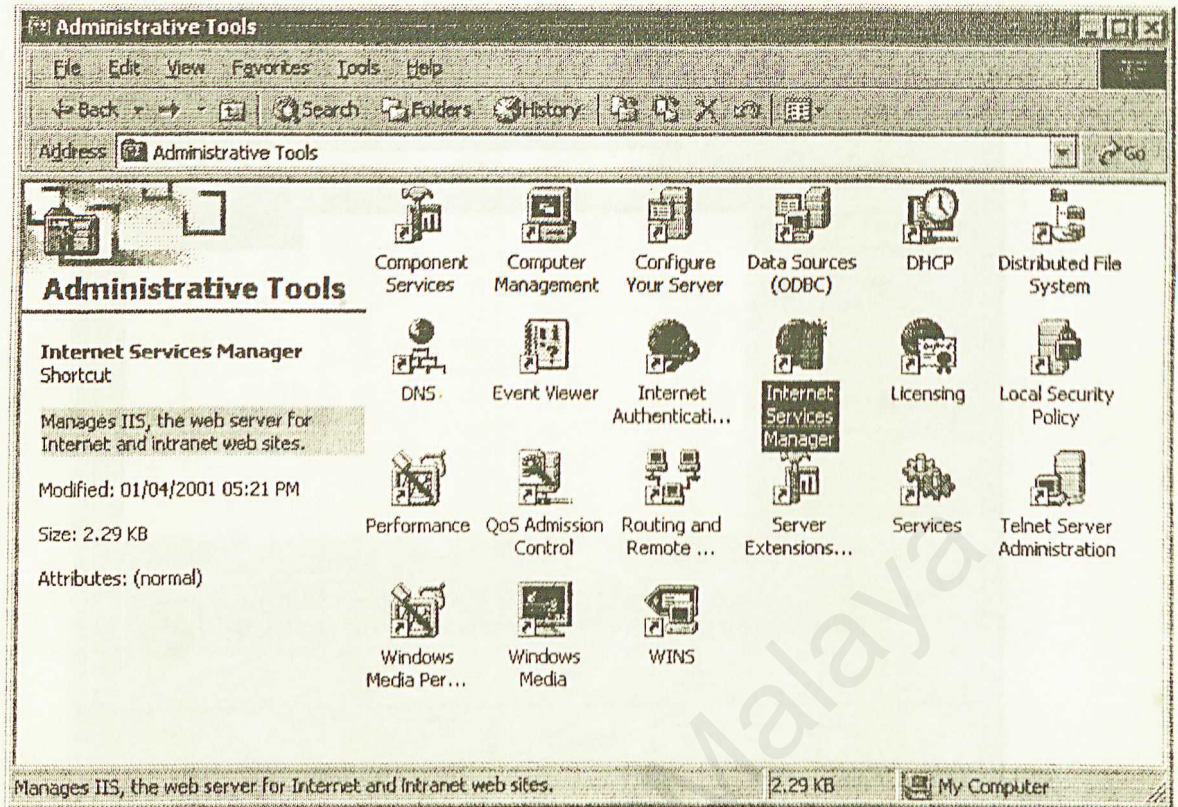 Administrative Tools
File Edit View Favorites Tools Help
Back Search Folders History
Address Administrative Tools Go
Administrative Tools
Internet Services Manager
Shortcut
Manages IIS, the web server for
Internet and intranet web sites.
Modified: 01/04/2001 05:21 PM
Size: 2.29 KB
Attributes: (normal)
Component
Services
Computer
Management
Configure
Your Server
Data Sources
(ODBC)
DHCP
Distributed File
System
DNS
Event Viewer
Internet
Authenticati...
Internet
Services
Manager
Licensing
Local Security
Policy
Performance
QoS Admission
Control
Routing and
Remote ...
Server
Extensions...
Services
Telnet Server
Administration
Windows
Media Per...
Windows
Media
WINS
Manages IIS, the web server for Internet and intranet web sites. 2.29 KB My Computer
Malaya